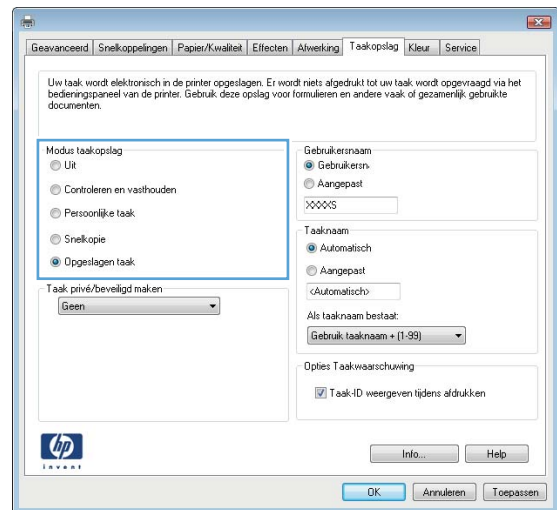 Geavanceerd Snelkoppelingen Papier/Kwaliteit Effecten Afwerking Taakopslag Kleur Service
Uw taak wordt elektronisch in de printer opgeslagen. Er wordt niets afgedrukt tot uw taak wordt opgevraagd via het
bedieningspaneel van de printer. Gebruik deze opslag voor formulieren en andere vaak of gezamenlijk gebruikte
documenten.
Modus taakopslag
Uit
Controleren en vasthouden
Persoonlijke taak
Snelkopie
Opgeslagen taak
Taak privé/beveiligd maken
Geen
Gebruikersnaam
Gebruikersn
Aangepast
XXXXS
Taaknaam
Automatisch
Aangepast
<Automatisch>
Als taaknaam bestaat:
Gebruik taaknaam + (1-99)
Opties Taakwaarschuwing
Taak-ID weergeven tijdens afdrukken
hp
invent
Info... Help
OK Annuleren Toepassen